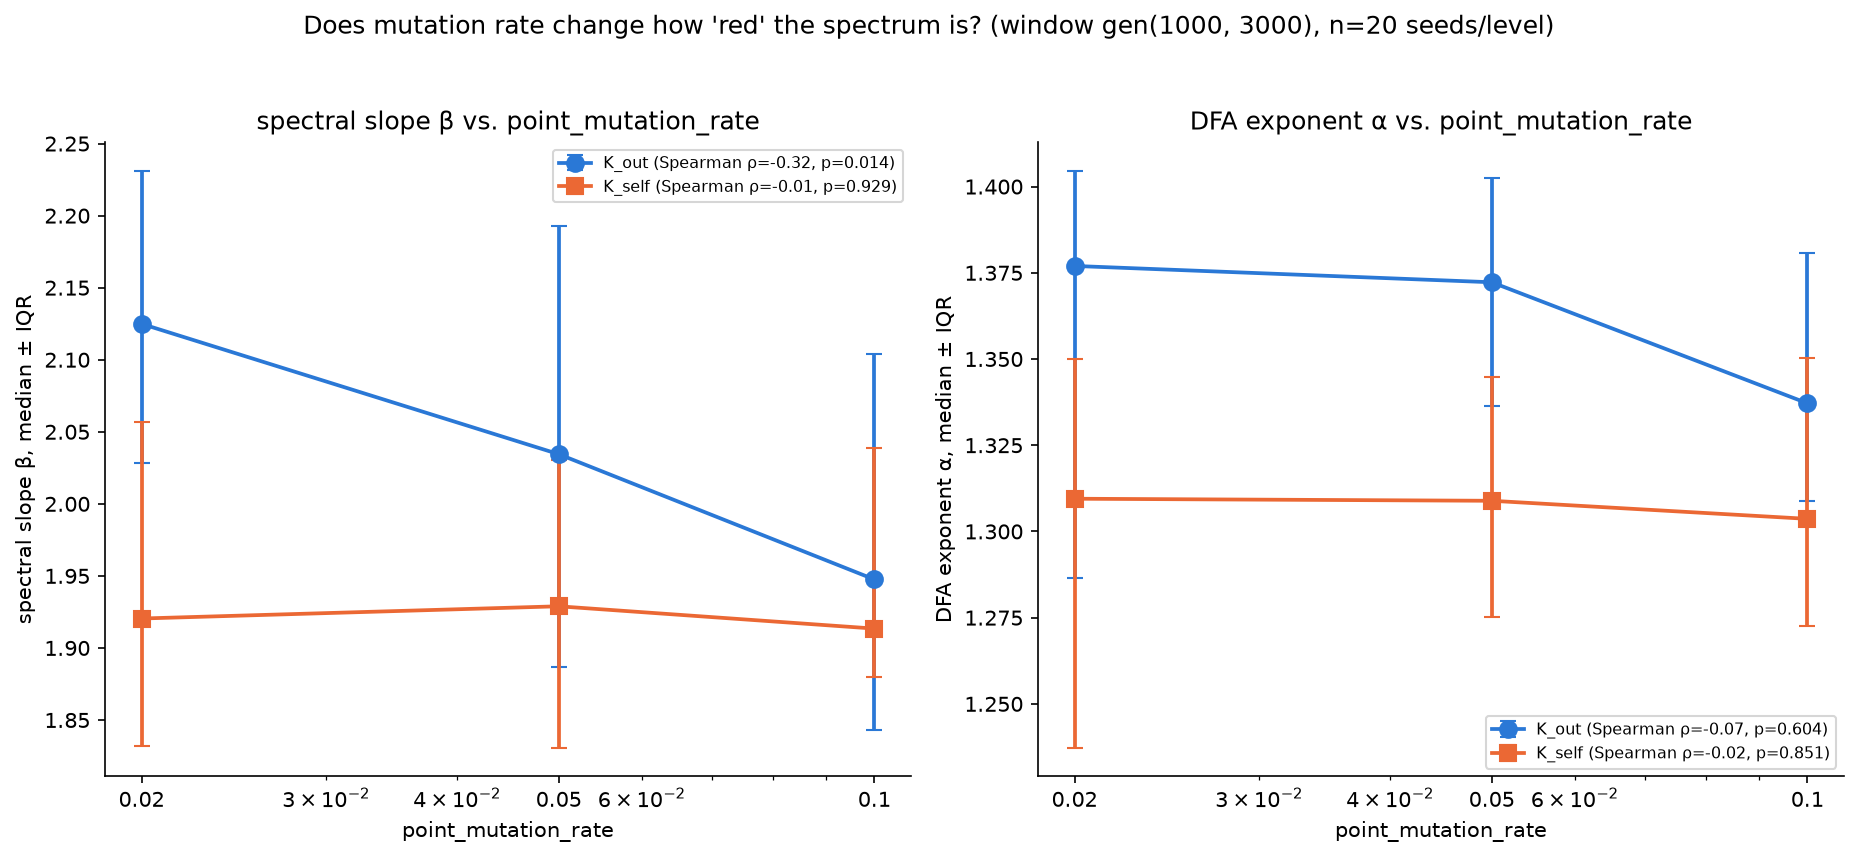 Does mutation rate change how 'red' the spectrum is? (window gen(1000, 3000), n=20 seeds/level)
spectral slope β vs. point_mutation_rate
spectral slope β, median ± IQR
2.25
2.20
2.15
2.10
2.05
2.00
1.95
1.90
1.85
K_out (Spearman ρ=-0.32, p=0.014)
K_self (Spearman ρ=-0.01, p=0.929)
0.02
3 × 10⁻²
4 × 10⁻²
0.05
6 × 10⁻²
0.1
point_mutation_rate
DFA exponent α vs. point_mutation_rate
DFA exponent α, median ± IQR
1.400
1.375
1.350
1.325
1.300
1.275
1.250
K_out (Spearman ρ=-0.07, p=0.604)
K_self (Spearman ρ=-0.02, p=0.851)
0.02
3 × 10⁻²
4 × 10⁻²
0.05
6 × 10⁻²
0.1
point_mutation_rate